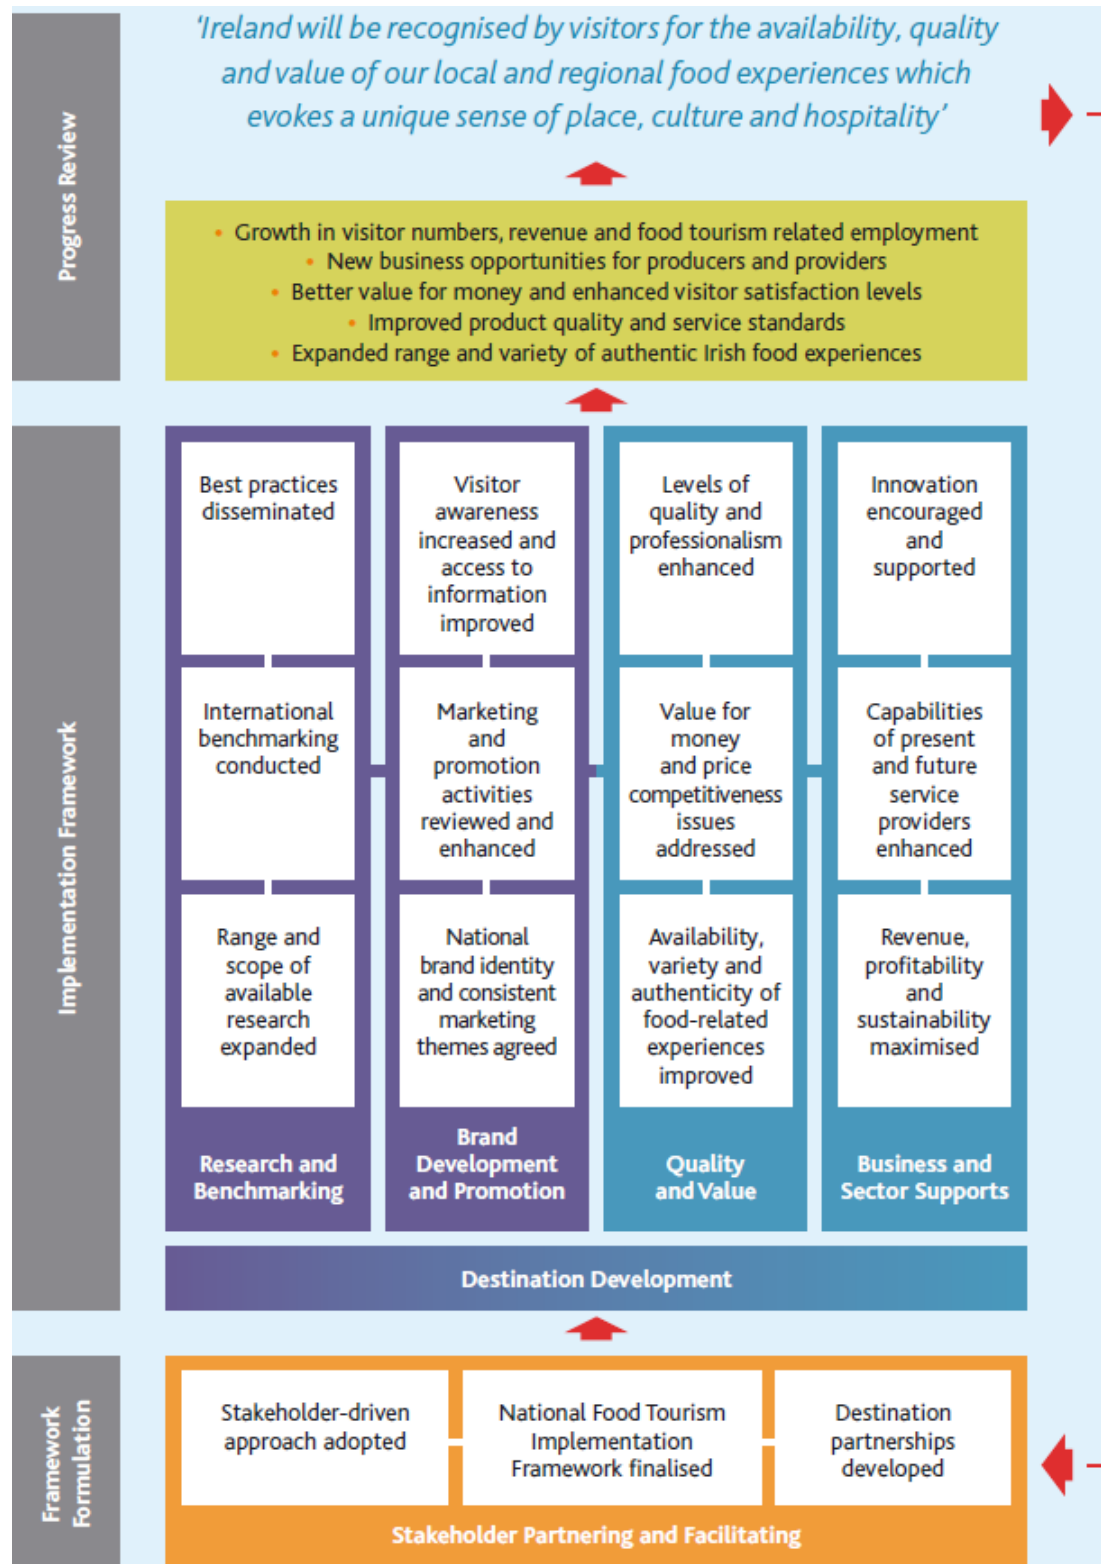 'Ireland will be recognised by visitors for the availability, quality
and value of our local and regional food experiences which
evokes a unique sense of place, culture and hospitality'
Progress Review
• Growth in visitor numbers, revenue and food tourism related employment
• New business opportunities for producers and providers
• Better value for money and enhanced visitor satisfaction levels
• Improved product quality and service standards
• Expanded range and variety of authentic Irish food experiences
Implementation Framework
Best practices
disseminated
Visitor
awareness
increased and
access to
information
improved
Levels of
quality and
professionalism
enhanced
Innovation
encouraged
and
supported
International
benchmarking
conducted
Marketing
and
promotion
activities
reviewed and
enhanced
Value for
money
and price
competitiveness
issues
addressed
Capabilities
of present
and future
service
providers
enhanced
Range and
scope of
available
research
expanded
National
brand identity
and consistent
marketing
themes agreed
Availability,
variety and
authenticity of
food-related
experiences
improved
Revenue,
profitability
and
sustainability
maximised
Research and
Benchmarking
Brand
Development
and Promotion
Quality
and Value
Business and
Sector Supports
Destination Development
Framework
Formulation
Stakeholder-driven
approach adopted
National Food Tourism
Implementation
Framework finalised
Destination
partnerships
developed
Stakeholder Partnering and Facilitating